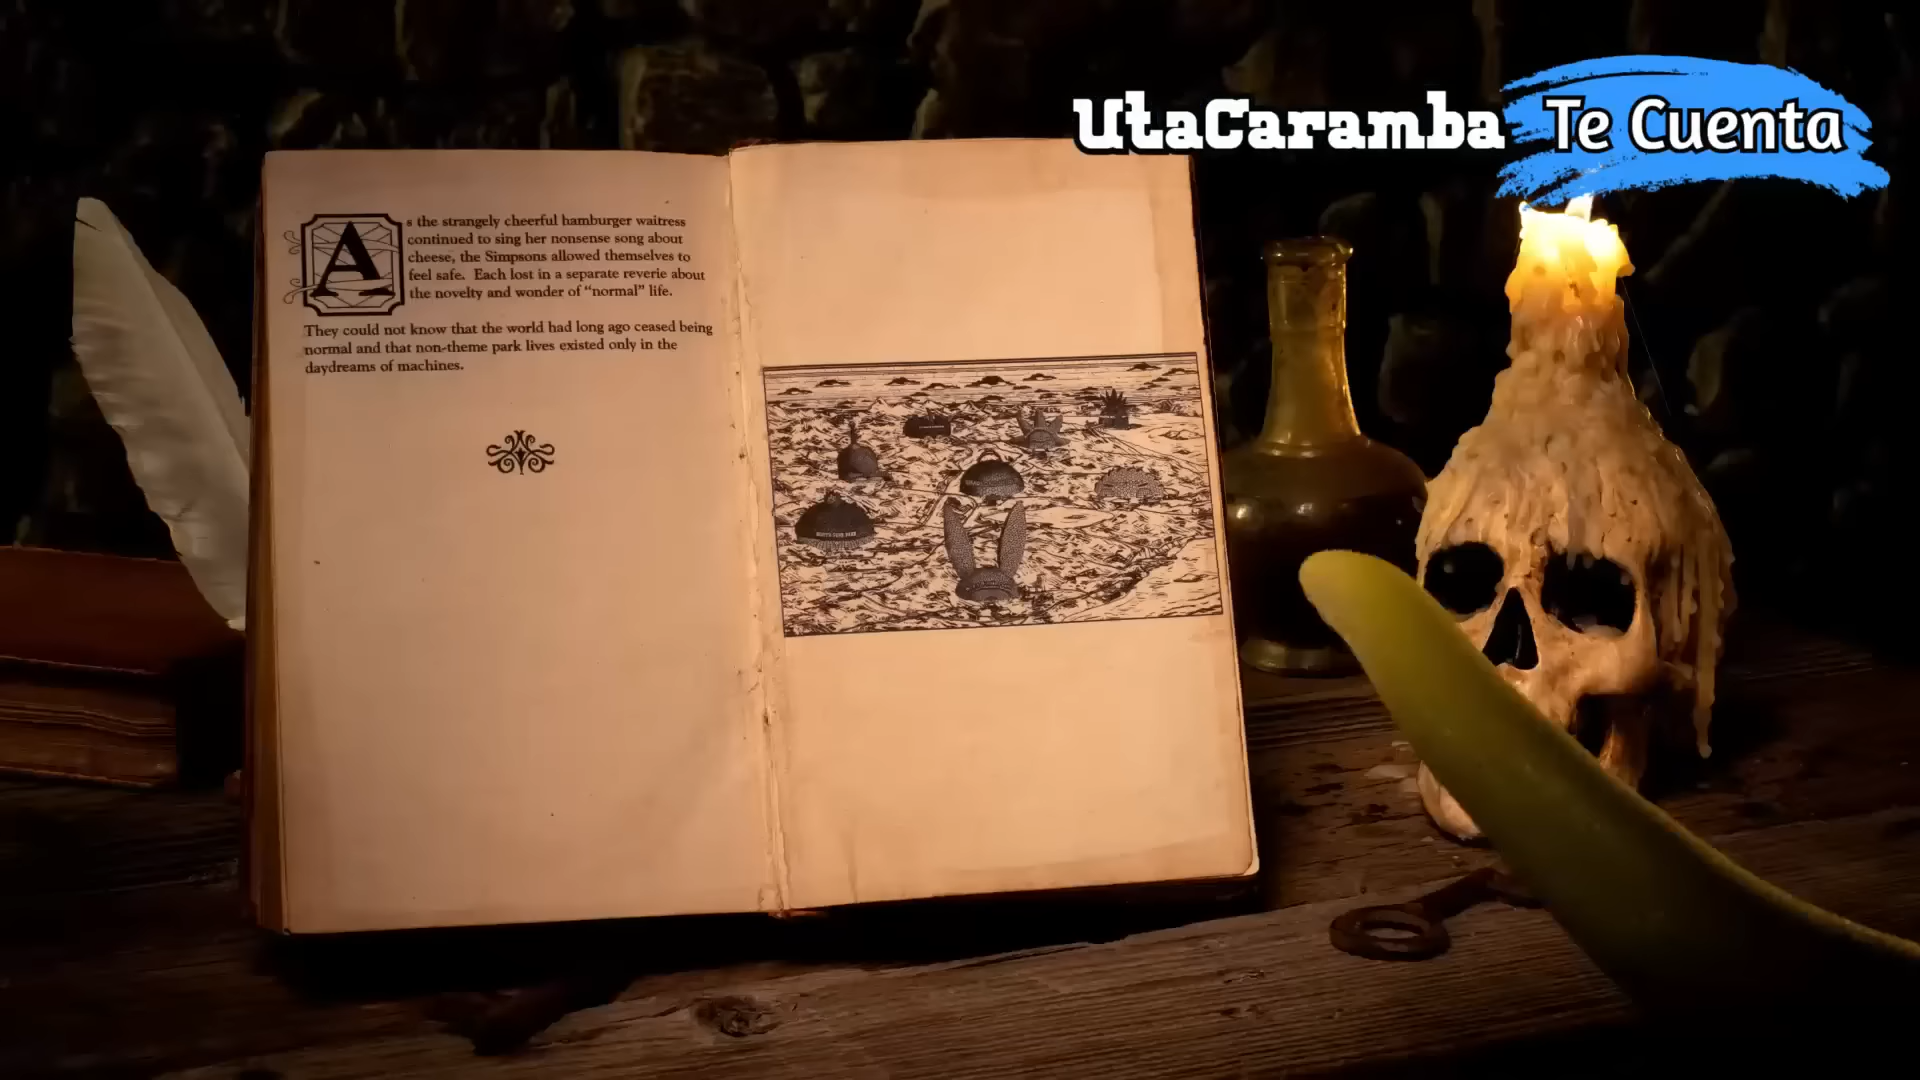 UtaCaramba Te Cuenta
As the strangely cheerful hamburger waitress
continued to sing her nonsense song about
cheese, the Simpsons allowed themselves to
feel safe. Each lost in a separate reverie about
the novelty and wonder of “normal” life.
They could not know that the world had long ago ceased being
normal and that non-theme park lives existed only in the
daydreams of machines.